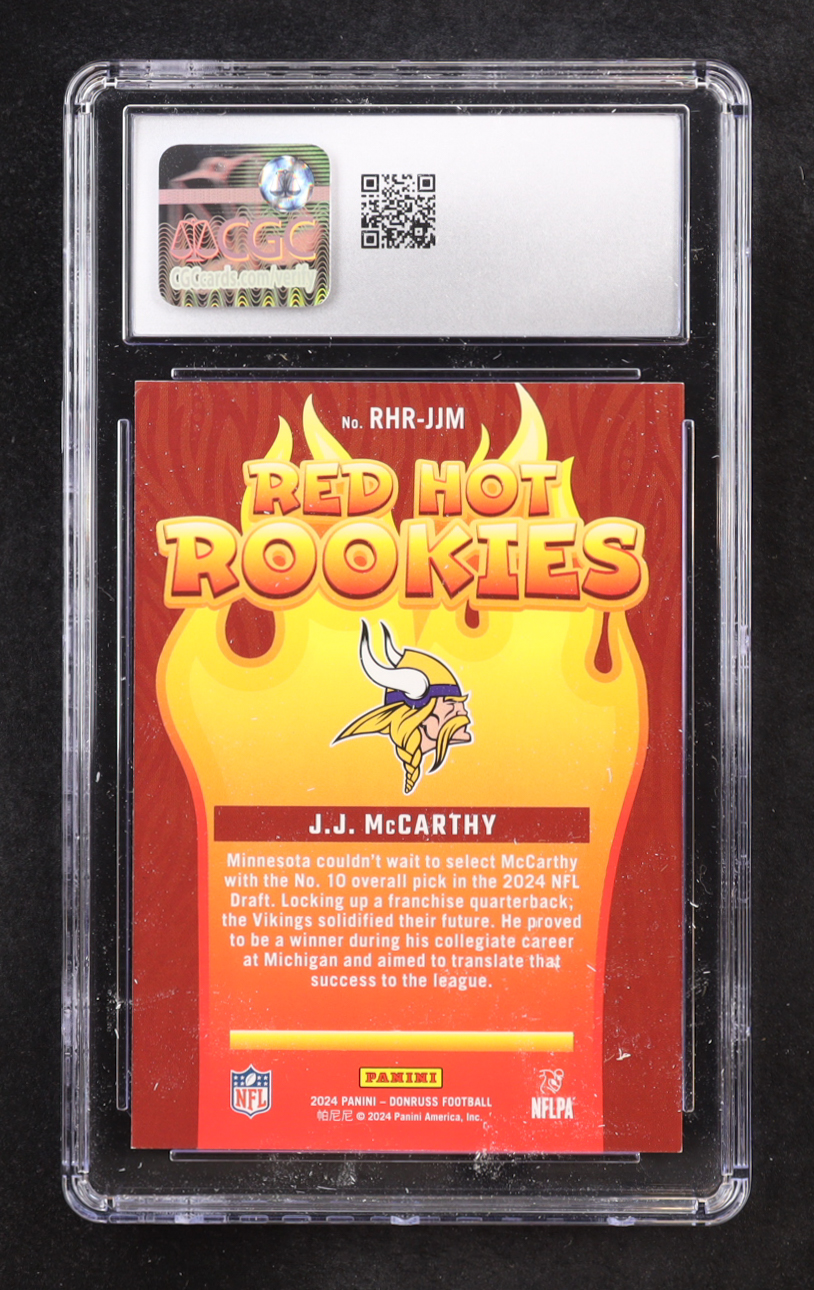 CGC
CGCcards.com/verify
No. RHR-JJM
RED HOT
ROOKIES
J.J. McCARTHY
Minnesota couldn't wait to select McCarthy
with the No. 10 overall pick in the 2024 NFL
Draft. Locking up a franchise quarterback;
the Vikings solidified their future. He proved
to be a winner during his collegiate career
at Michigan and aimed to translate that
success to the league.
PANINI
NFL
2024 PANINI – DONRUSS FOOTBALL
帕尼尼 © 2024 Panini America, Inc.
NFLPA